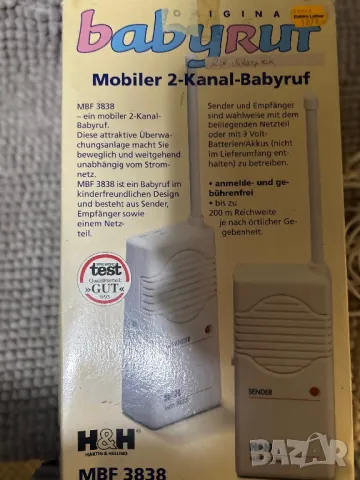 ORIGINAL
babyruf
Mobiler 2-Kanal-Babyruf
MBF 3838
– ein mobiler 2-Kanal-
Babyruf.
Diese attraktive Überwa-
chungsanlage macht Sie
beweglich und weitgehend
unabhängig vom Strom-
netz.
MBF 3838 ist ein Babyruf im
kinderfreundlichen Design
und besteht aus Sender,
Empfänger sowie
einem Netz-
teil.
Sender und Empfänger
sind wahlweise mit dem
beiliegenden Netzteil
oder mit 9 Volt-
Batterien/Akkus (nicht
im Lieferumfang ent-
halten) zu betreiben.
• anmelde- und ge-
bührenfrei
• bis zu
200 m Reichweite
je nach örtlicher Ge-
gebenheit.
test
»GUT«
SENDER
H&H®
HARTIG & HELLING
MBF 3838
bazar.bg